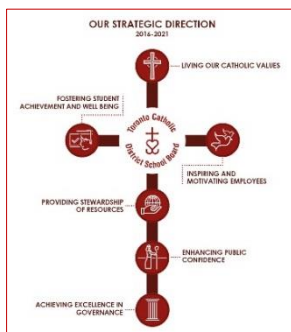 OUR STRATEGIC DIRECTION
2016-2021
LIVING OUR CATHOLIC VALUES
FOSTERING STUDENT
ACHIEVEMENT AND WELL BEING
Toronto Catholic
District School Board
INSPIRING AND
MOTIVATING EMPLOYEES
PROVIDING STEWARDSHIP
OF RESOURCES
ENHANCING PUBLIC
CONFIDENCE
ACHIEVING EXCELLENCE IN
GOVERNANCE